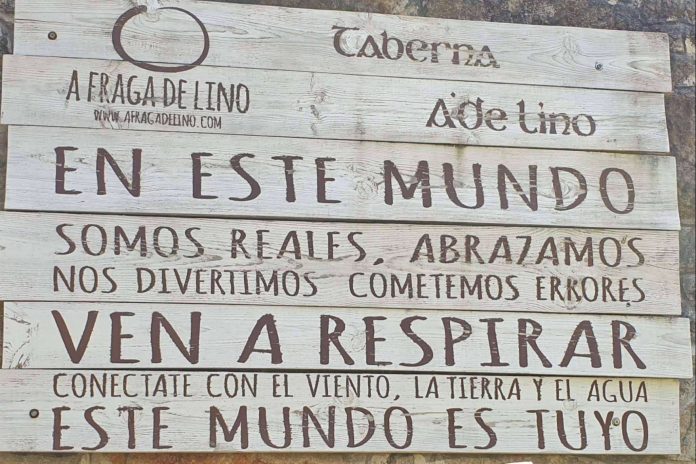 Taberna
A FRAGA DE LINO
WWW.AFRAGADELINO.COM
A'de Lino
EN ESTE MUNDO
SOMOS REALES, ABRAZAMOS
NOS DIVERTIMOS COMETEMOS ERRORES
VEN A RESPIRAR
CONECTATE CON EL VIENTO, LA TIERRA Y EL AGUA
ESTE MUNDO ES TUYO